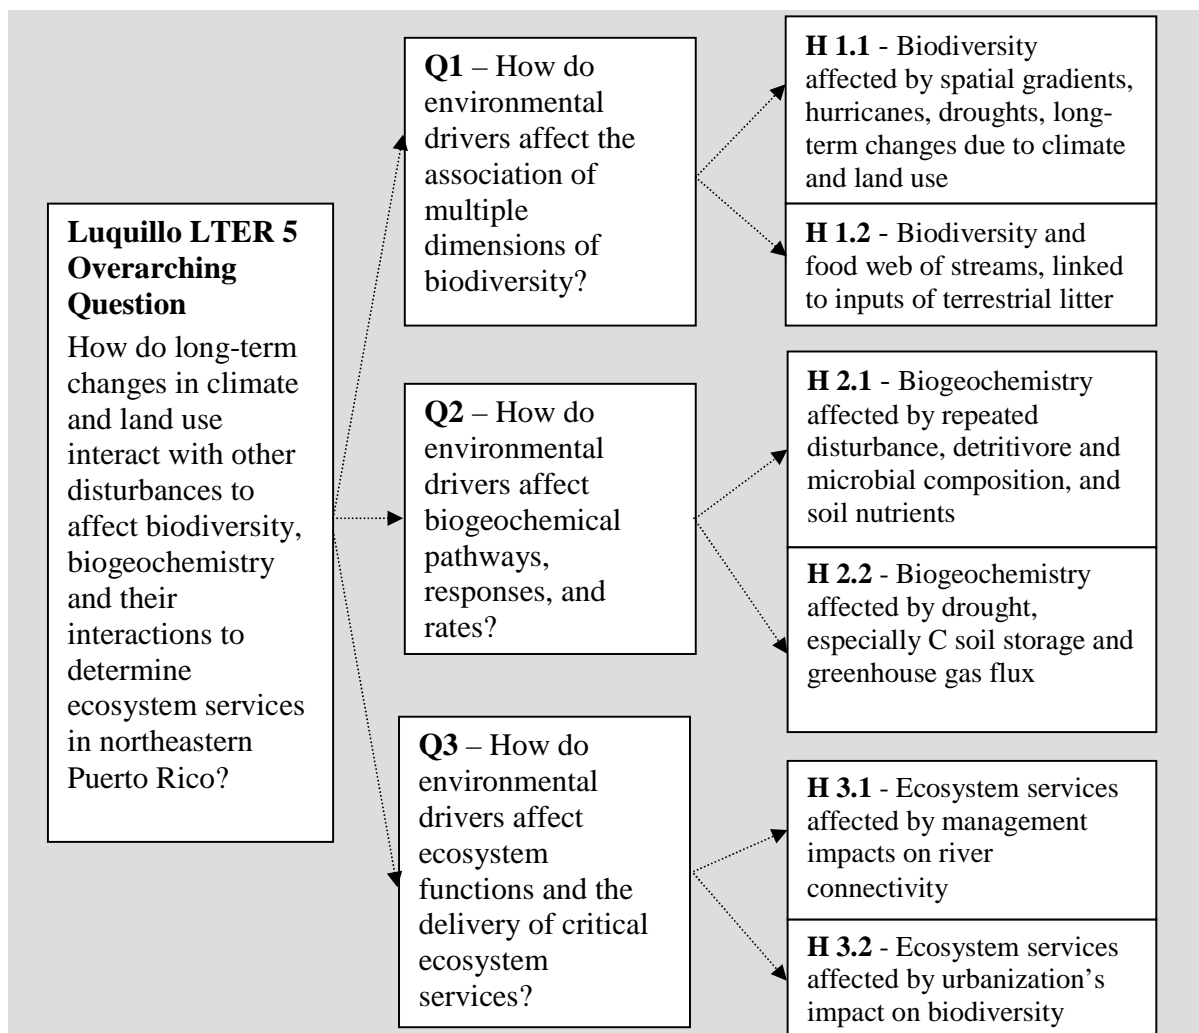 Luquillo LTER 5
Overarching
Question
How do long-term
changes in climate
and land use
interact with other
disturbances to
affect biodiversity,
biogeochemistry
and their
interactions to
determine
ecosystem services
in northeastern
Puerto Rico?
Q1 – How do
environmental
drivers affect the
association of
multiple
dimensions of
biodiversity?
Q2 – How do
environmental
drivers affect
biogeochemical
pathways,
responses, and
rates?
Q3 – How do
environmental
drivers affect
ecosystem
functions and the
delivery of critical
ecosystem
services?
H 1.1 - Biodiversity
affected by spatial gradients,
hurricanes, droughts, long-
term changes due to climate
and land use
H 1.2 - Biodiversity and
food web of streams, linked
to inputs of terrestrial litter
H 2.1 - Biogeochemistry
affected by repeated
disturbance, detritivore and
microbial composition, and
soil nutrients
H 2.2 - Biogeochemistry
affected by drought,
especially C soil storage and
greenhouse gas flux
H 3.1 - Ecosystem services
affected by management
impacts on river
connectivity
H 3.2 - Ecosystem services
affected by urbanization’s
impact on biodiversity